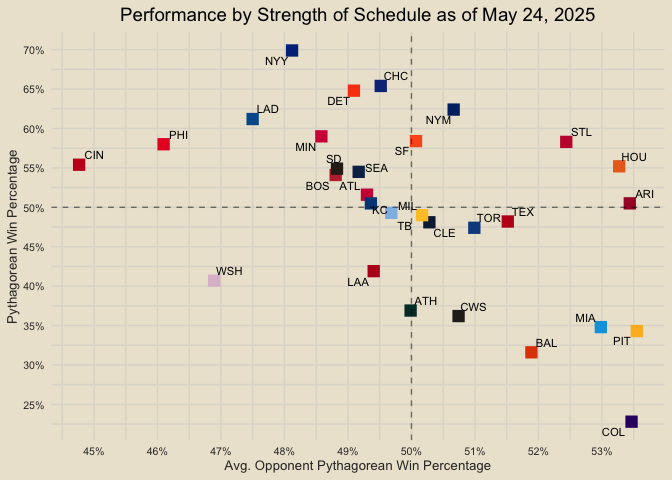 Performance by Strength of Schedule as of May 24, 2025
Pythagorean Win Percentage
70%
65%
60%
55%
50%
45%
40%
35%
30%
25%
NYY
CHC
DET
LAD
NYM
PHI
MIN
SF
STL
CIN
SD
SEA
HOU
BOS
ATL
ARI
KC
MIL
TB
CLE
TOR
TEX
WSH
LAA
ATH
CWS
MIA
PIT
BAL
COL
45%
46%
47%
48%
49%
50%
51%
52%
53%
Avg. Opponent Pythagorean Win Percentage